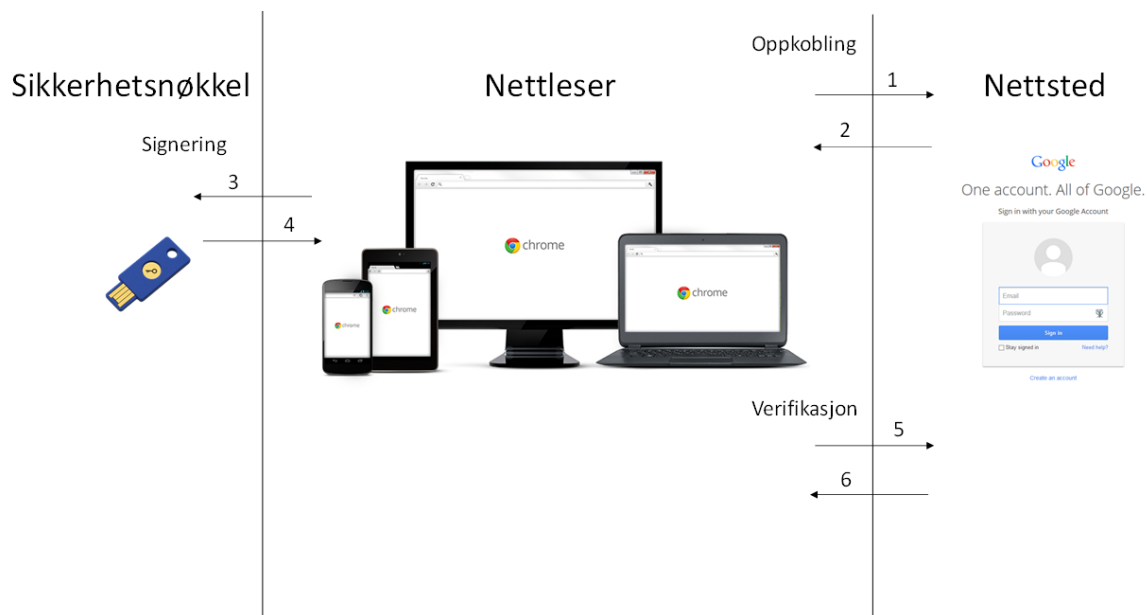 Oppkobling
Sikkerhetsnøkkel
Nettleser
1
Nettsted
2
Signering
3
4
chrome
chrome
chrome
chrome
Google
One account. All of Google.
Sign in with your Google Account
Email
Password
Sign in
Stay signed in
Need help?
Create an account
Verifikasjon
5
6